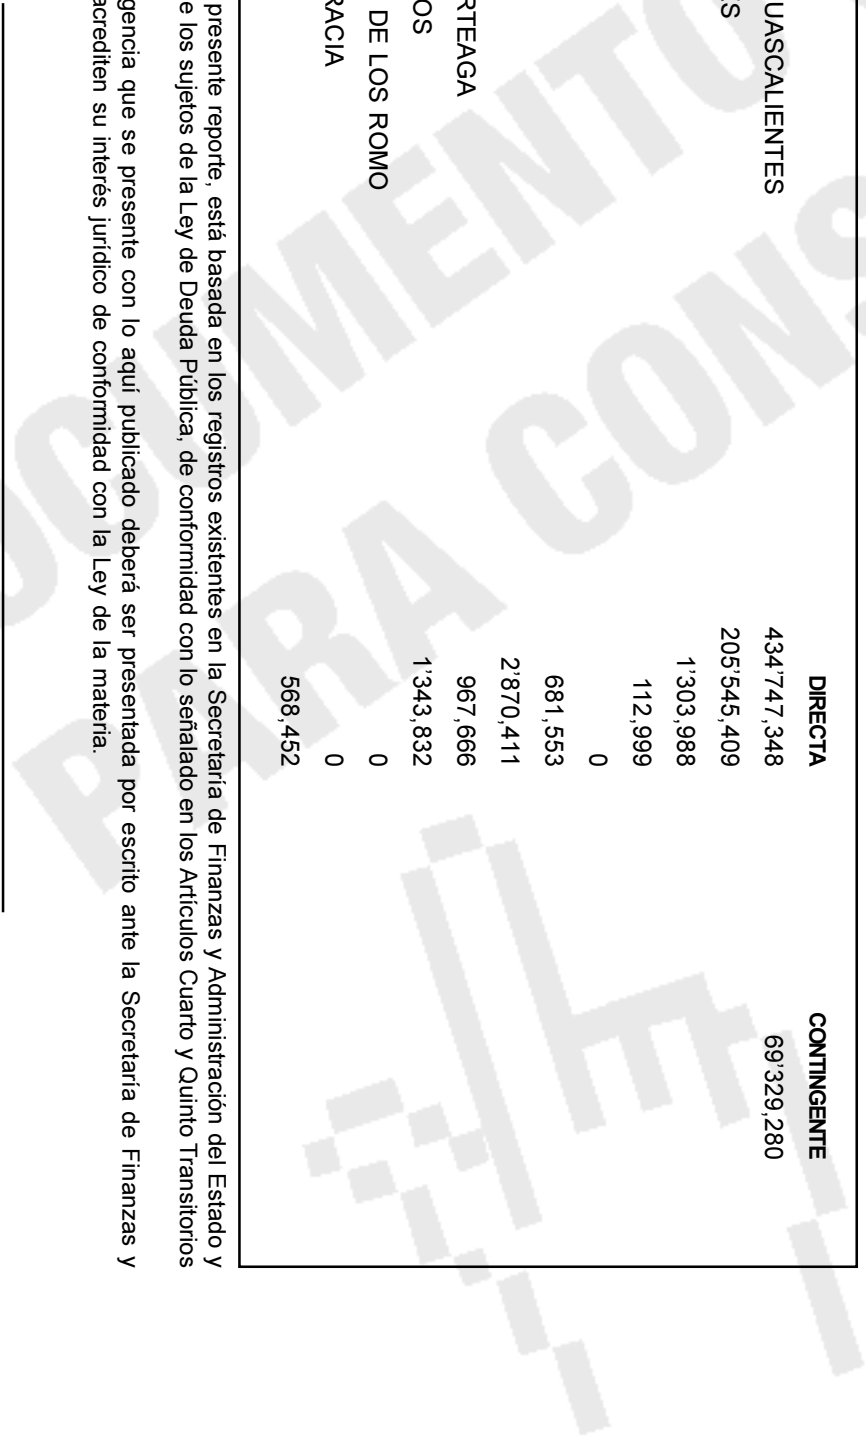 DIRECTA CONTINGENTE
UASCALIENTES 434'747,348 69'329,280
ES 205'545,409
1'303,988
112,999
0
681,553
2'870,411
RTEAGA 967,666
OS 1'343,832
DE LOS ROMO 0
RACIA 0
568,452
presente reporte, está basada en los registros existentes en la Secretaría de Finanzas y Administración del Estado y
e los sujetos de la Ley de Deuda Pública, de conformidad con lo señalado en los Artículos Cuarto y Quinto Transitorios
gencia que se presente con lo aquí publicado deberá ser presentada por escrito ante la Secretaría de Finanzas y
acrediten su interés jurídico de conformidad con la Ley de la materia.
OCUMENTO
PARA CONS